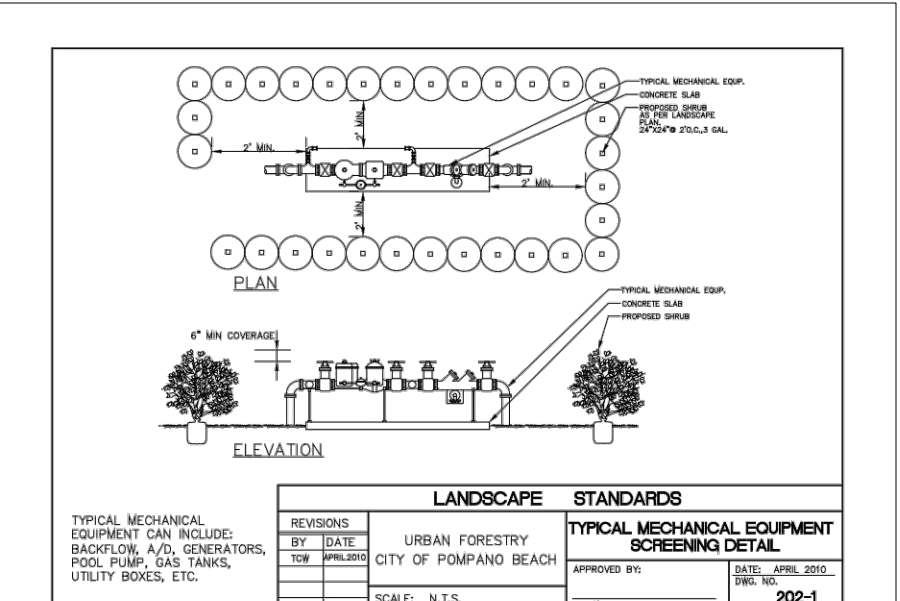 TYPICAL MECHANICAL EQUP.
CONCRETE SLAB
PROPOSED SHRUB
AS PER LANDSCAPE
PLAN.
24"X24"@ 2'O,C,,3 GAL.
2' MIN.
2' MIN.
2' MIN.
2' MIN.
PLAN
TYPICAL MECHANICAL EQUP.
CONCRETE SLAB
PROPOSED SHRUB
6" MIN COVERAGE
ELEVATION
TYPICAL MECHANICAL
EQUIPMENT CAN INCLUDE:
BACKFLOW, A/D, GENERATORS,
POOL PUMP, GAS TANKS,
UTILITY BOXES, ETC.
LANDSCAPE STANDARDS
REVISIONS
BY DATE
TCW APRIL2010
URBAN FORESTRY
CITY OF POMPANO BEACH
SCALE: N.T.S.
TYPICAL MECHANICAL EQUIPMENT
SCREENING DETAIL
APPROVED BY:
DATE: APRIL 2010
DWG. NO.
202-1